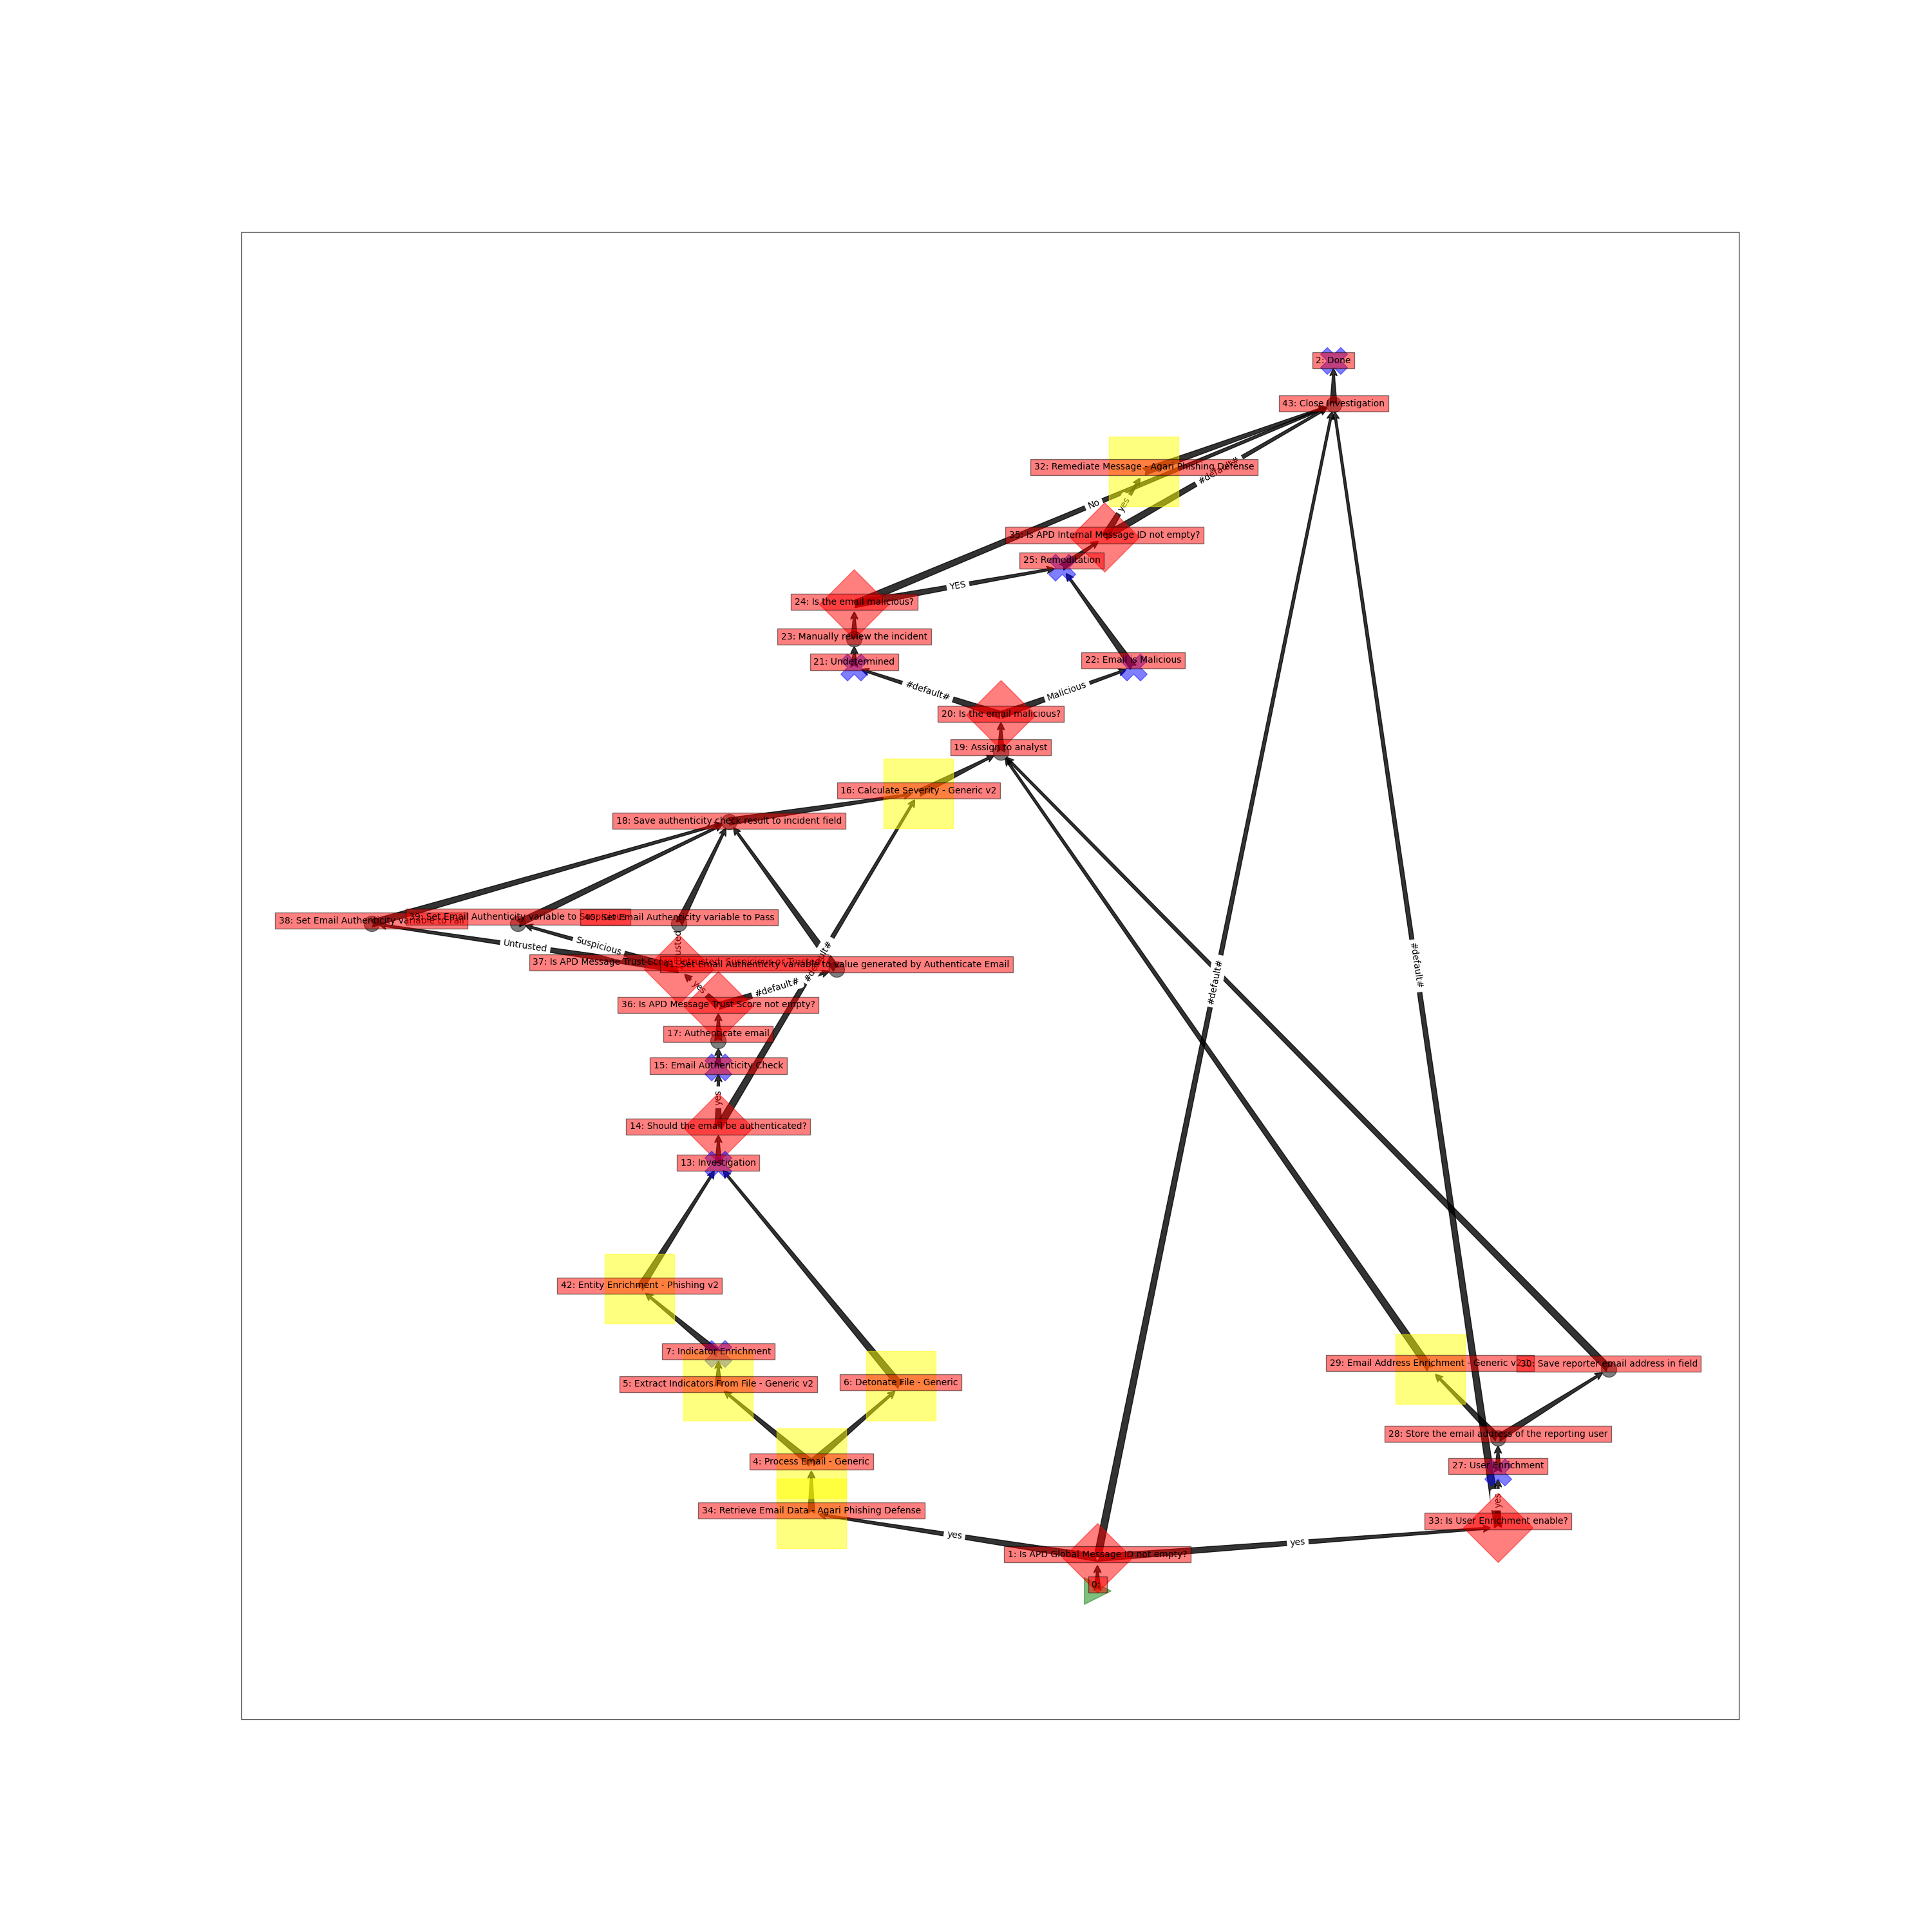 2: Done
43: Close Investigation
32: Remediate Message - Agari Phishing Defense
#default#
No
yes
35: Is APD Internal Message ID not empty?
25: Remeditation
YES
24: Is the email malicious?
23: Manually review the incident
21: Undetermined
22: Email is Malicious
#default#
Malicious
20: Is the email malicious?
19: Assign to analyst
16: Calculate Severity - Generic v2
18: Save authenticity check result to incident field
38: Set Email Authenticity variable to Fail
39: Set Email Authenticity variable to
40: Set Email Authenticity variable to Pass
Untrusted
Suspicious
#default#
37: Is APD Message Trust Score
41: Set Email Authenticity variable to value generated by Authenticate Email
yes
#default#
#default#
#default#
36: Is APD Message Trust Score not empty?
17: Authenticate email
15: Email Authenticity Check
yes
14: Should the email be authenticated?
13: Investigation
42: Entity Enrichment - Phishing v2
7: Indicator Enrichment
5: Extract Indicators From File - Generic v2
6: Detonate File - Generic
29: Email Address Enrichment - Generic
30: Save reporter email address in field
28: Store the email address of the reporting user
4: Process Email - Generic
27: User Enrichment
yes
34: Retrieve Email Data - Agari Phishing Defense
33: Is User Enrichment enable?
yes
yes
1: Is APD Global Message ID not empty?
0: